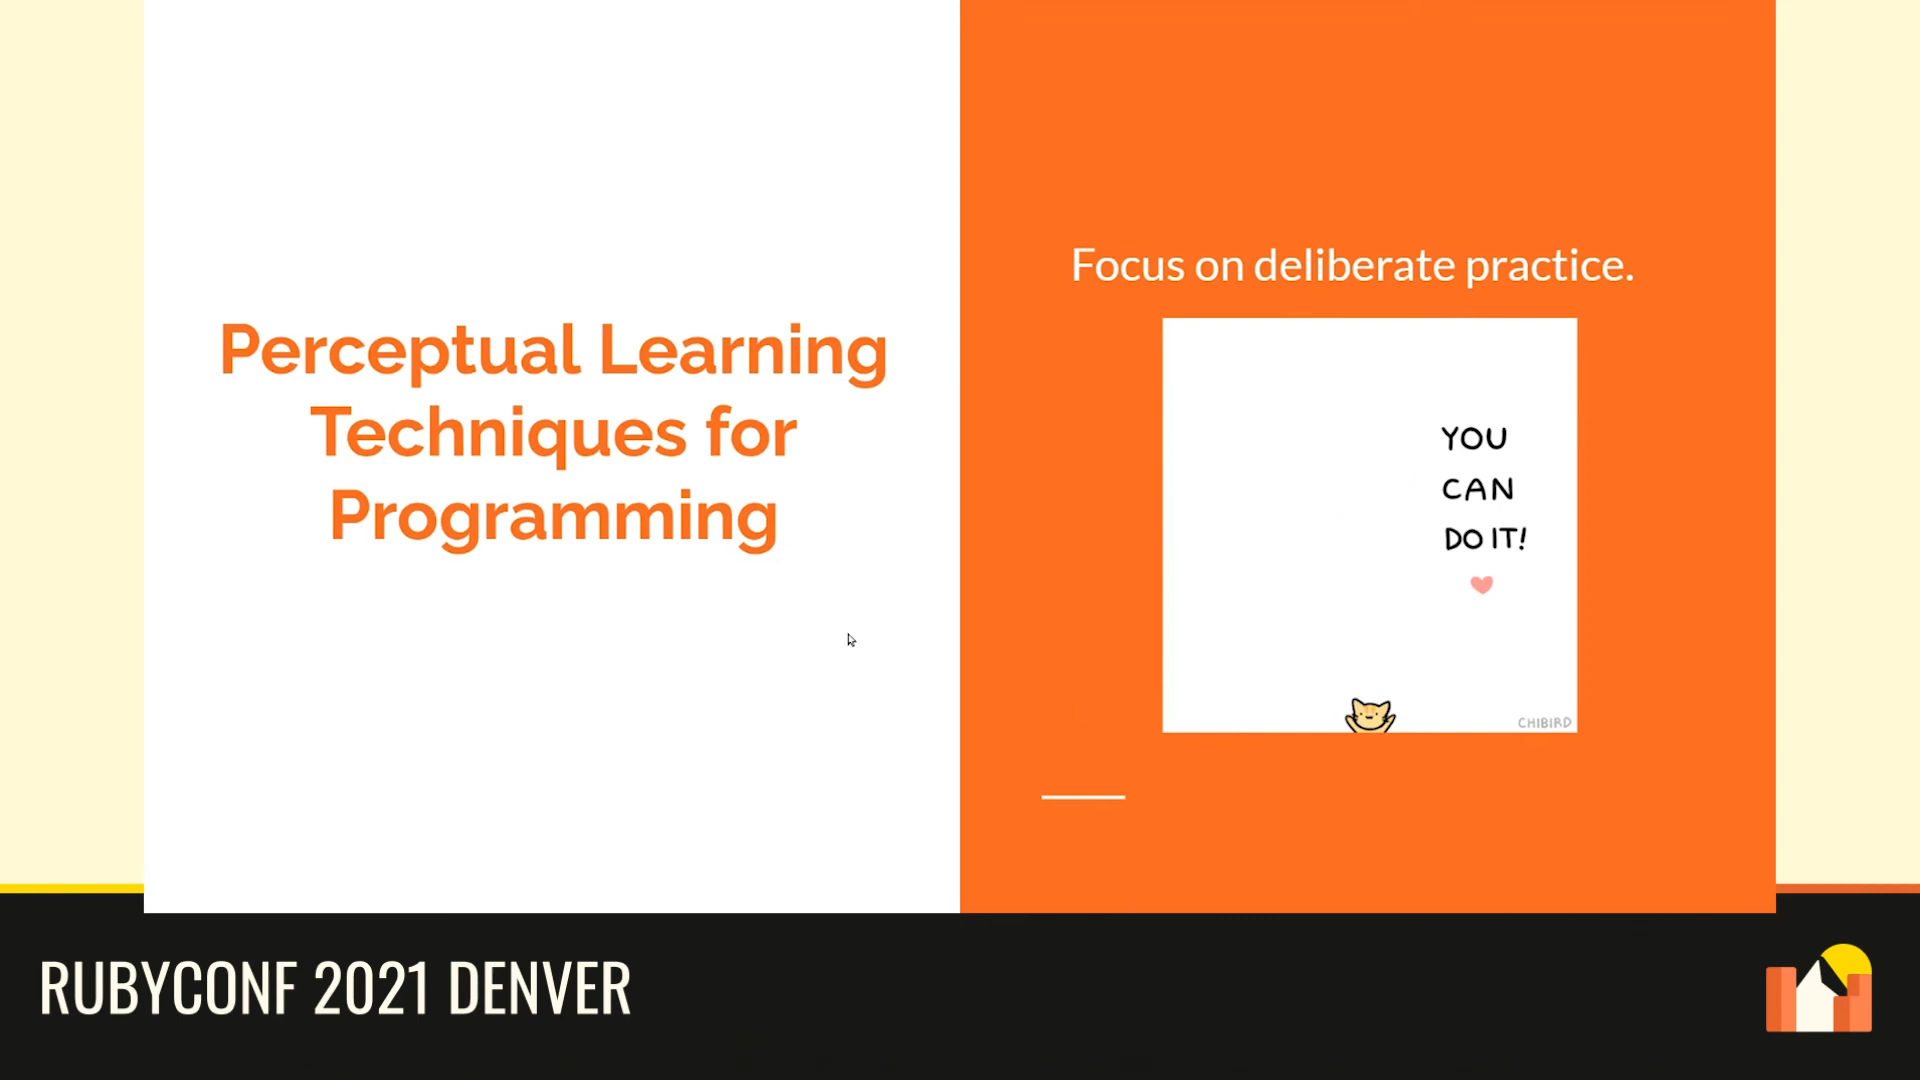 Perceptual Learning
Techniques for
Programming
Focus on deliberate practice.
YOU
CAN
DO IT!
CHIBIRD
RUBYCONF 2021 DENVER